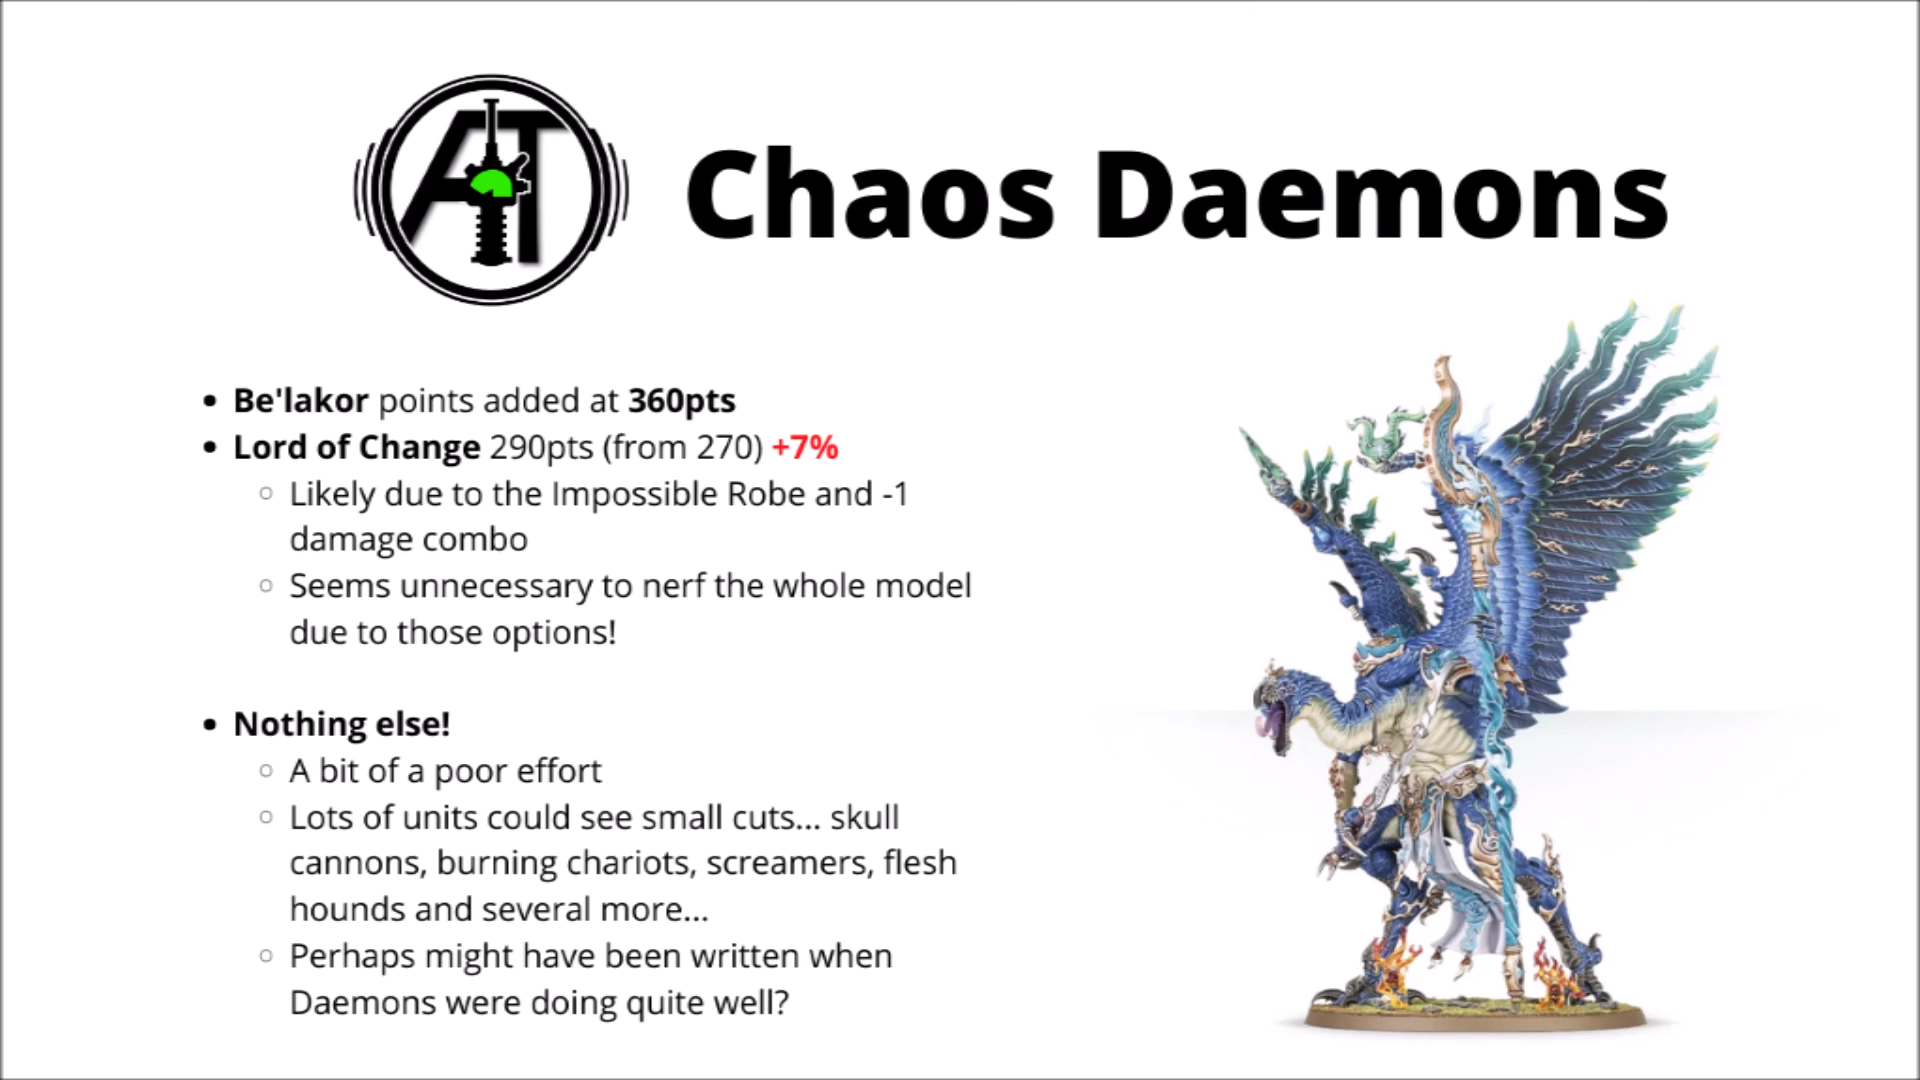 AT
Chaos Daemons
• Be'lakor points added at 360pts
• Lord of Change 290pts (from 270) +7%
○ Likely due to the Impossible Robe and -1
damage combo
○ Seems unnecessary to nerf the whole model
due to those options!
• Nothing else!
○ A bit of a poor effort
○ Lots of units could see small cuts... skull
cannons, burning chariots, screamers, flesh
hounds and several more...
○ Perhaps might have been written when
Daemons were doing quite well?